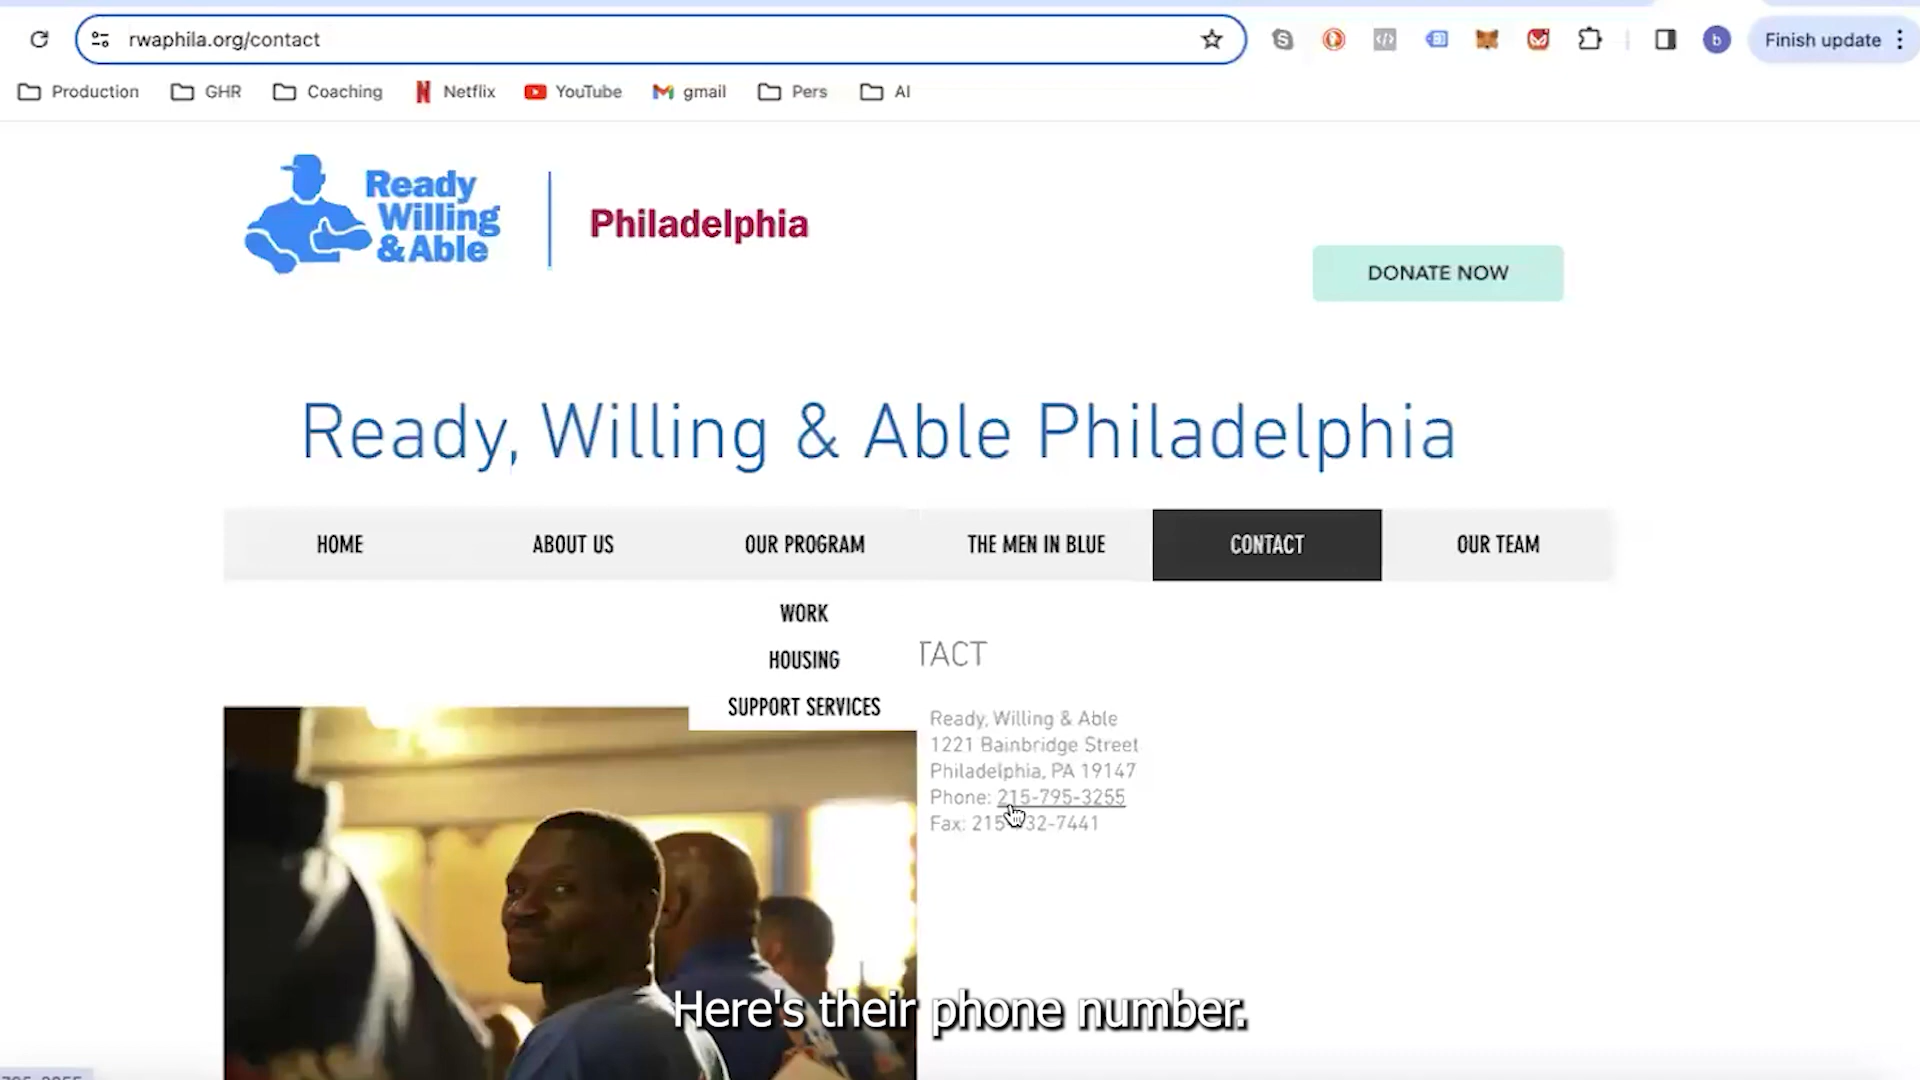 rwaphila.org/contact
Finish update
Production GHR Coaching Netflix YouTube gmail Pers AI
Ready
Willing
& Able
Philadelphia
DONATE NOW
Ready, Willing & Able Philadelphia
HOME ABOUT US OUR PROGRAM THE MEN IN BLUE CONTACT OUR TEAM
WORK
HOUSING
SUPPORT SERVICES
TACT
Ready, Willing & Able
1221 Bainbridge Street
Philadelphia, PA 19147
Phone: 215-795-3255
Fax:
Here's their phone number.